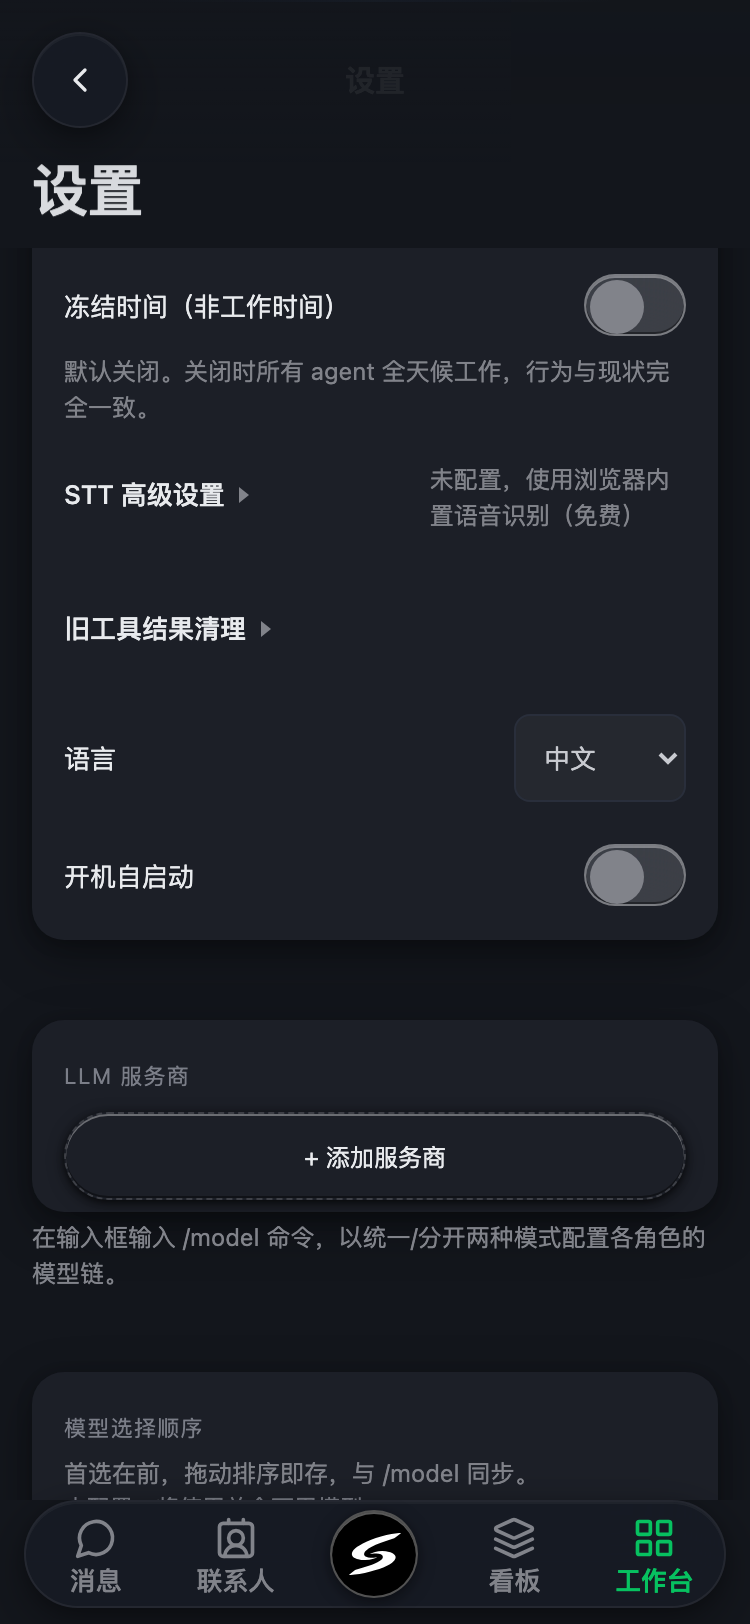 设置
设置
冻结时间（非工作时间）
默认关闭。关闭时所有 agent 全天候工作，行为与现状完
全一致。
STT 高级设置
未配置，使用浏览器内
置语音识别（免费）
旧工具结果清理
语言
中文
开机自启动
LLM 服务商
+ 添加服务商
在输入框输入 /model 命令，以统一/分开两种模式配置各角色的
模型链。
模型选择顺序
首选在前，拖动排序即存，与 /model 同步。
消息
联系人
看板
工作台